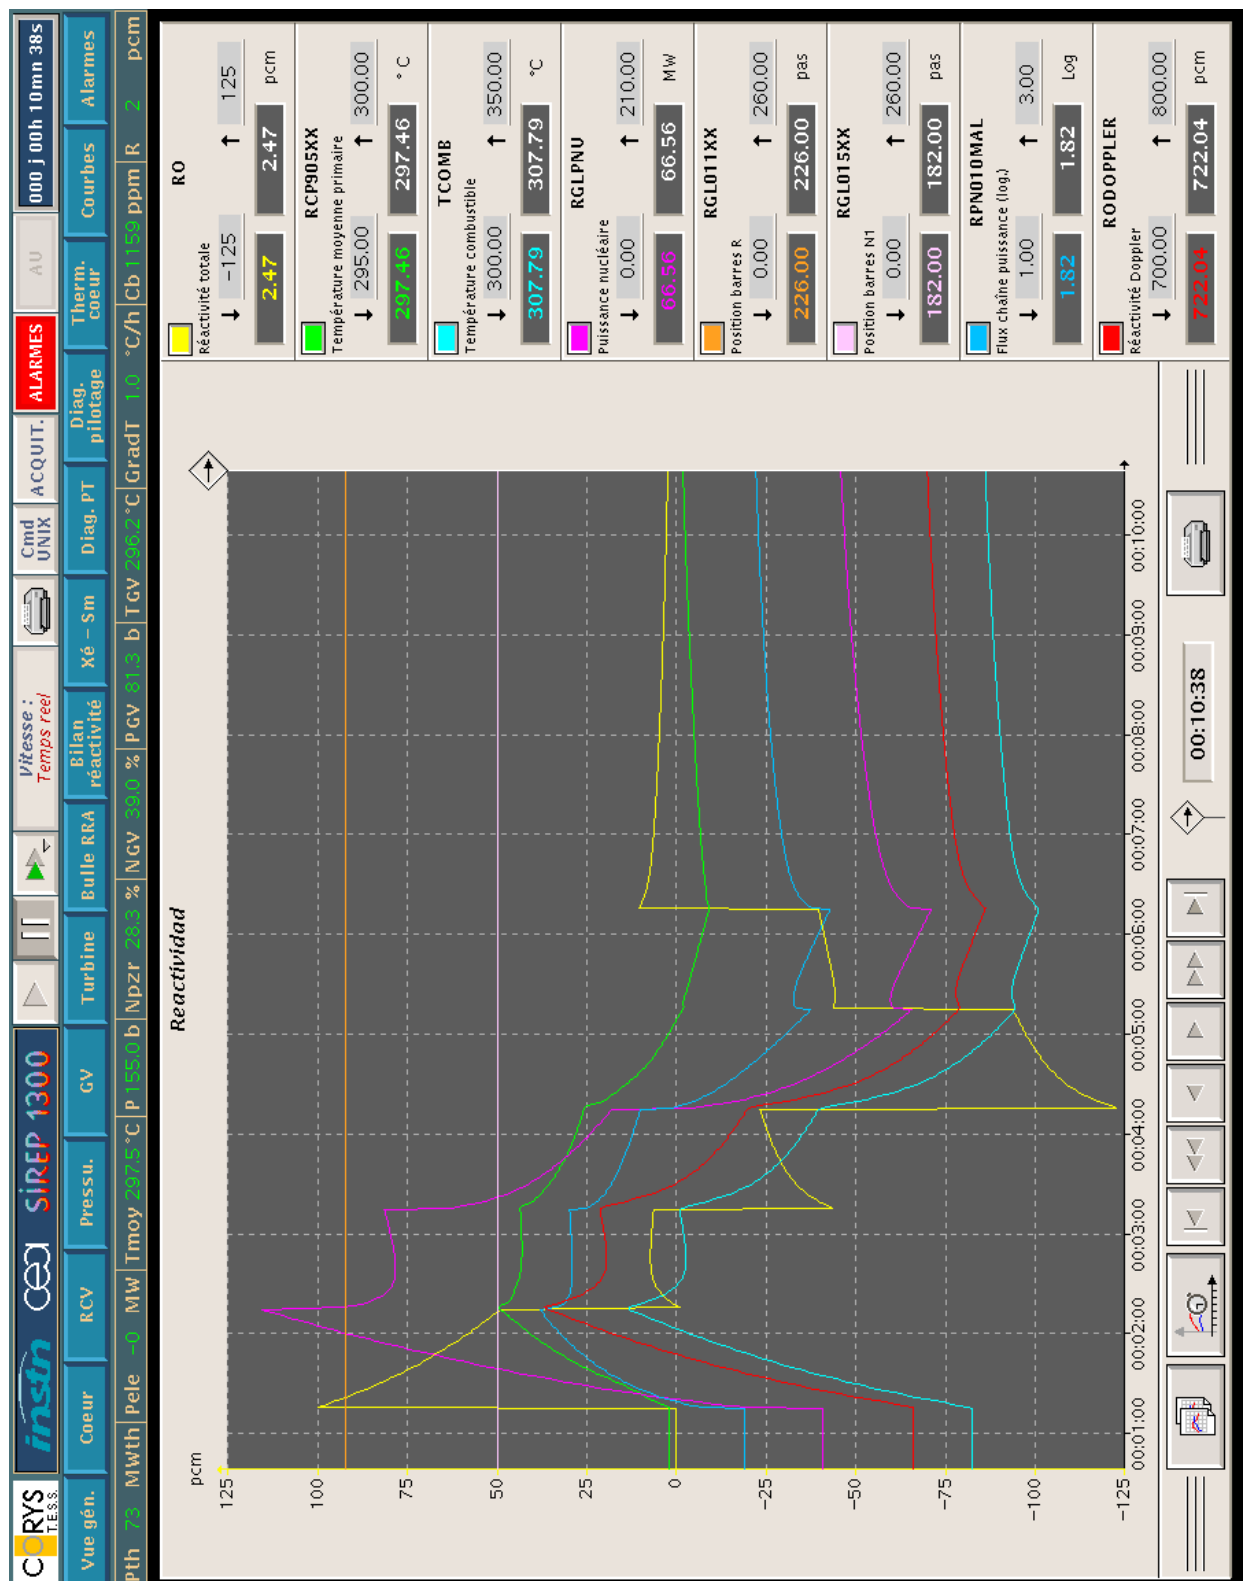 CORYS
T.E.S.S.
instn
cea
SIREP 1300
Vitesse :
Temps reel
Cmd
UNIX
ACQUIT.
ALARMES
AU
000 j 00h 10mn 38s
Vue gén.
Coeur
RCV
Pressu.
GV
Turbine
Bulle RRA
Bilan
réactivité
Xé - Sm
Diag. PT
Diag.
pilotage
Therm.
coeur
Courbes
Alarmes
Pth 73 MWth Pele -0 MW Tmoy 297.5 °C P 155.0 b Npzr 28.3 % NGV 39.0 % PGV 81.3 b TGV 296.2 °C GradT 1.0 °C/h Cb 1159 ppm R 2 pcm
Reactividad
pcm
125
100
75
50
25
0
-25
-50
-75
-100
-125
00:01:00 00:02:00 00:03:00 00:04:00 00:05:00 00:06:00 00:07:00 00:08:00 00:09:00 00:10:00
RO
Réactivité totale
-125 125
2.47 2.47 pcm
RCP905XX
Température moyenne primaire
295.00 300.00
297.46 297.46 °C
TCOMB
Température combustible
300.00 350.00
307.79 307.79 °C
RGLPNU
Puissance nucléaire
0.00 210.00
66.56 66.56 MW
RGL011XX
Position barres R
0.00 260.00
226.00 226.00 pas
RGL015XX
Position barres N1
0.00 260.00
182.00 182.00 pas
RPN010MAL
Flux chaine puissance (log.)
1.00 3.00
1.82 1.82 Log
RODOPPLER
Réactivité Doppler
700.00 800.00
722.04 722.04 pcm
00:10:38